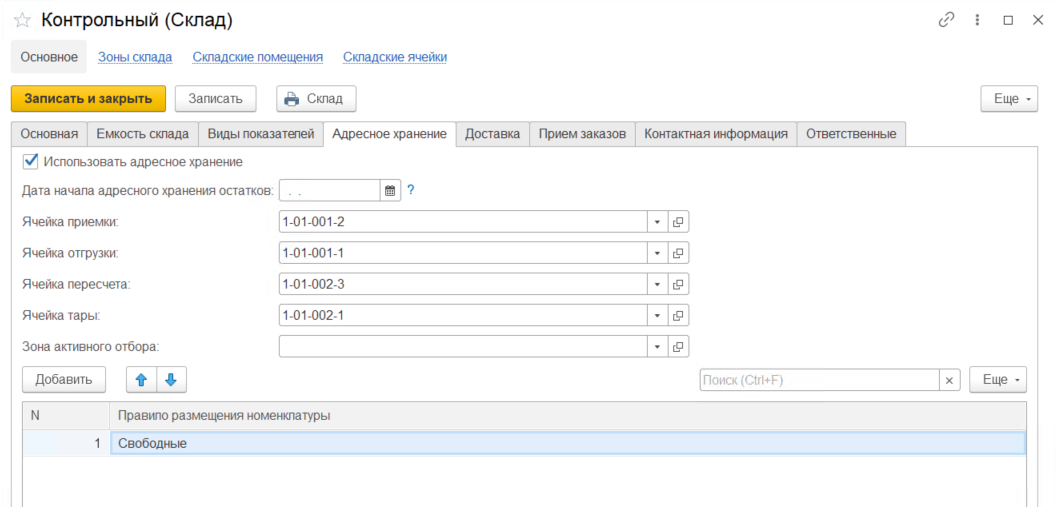 Контрольный (Склад)
Основное Зоны склада Складские помещения Складские ячейки
Записать и закрыть Записать Склад Еще
Основная Емкость склада Виды показателей Адресное хранение Доставка Прием заказов Контактная информация Ответственные
Использовать адресное хранение
Дата начала адресного хранения остатков: . . ?
Ячейка приемки: 1-01-001-2
Ячейка отгрузки: 1-01-001-1
Ячейка пересчета: 1-01-002-3
Ячейка тары: 1-01-002-1
Зона активного отбора:
Добавить Поиск (Ctrl+F) × Еще
N Правило размещения номенклатуры
1 Свободные